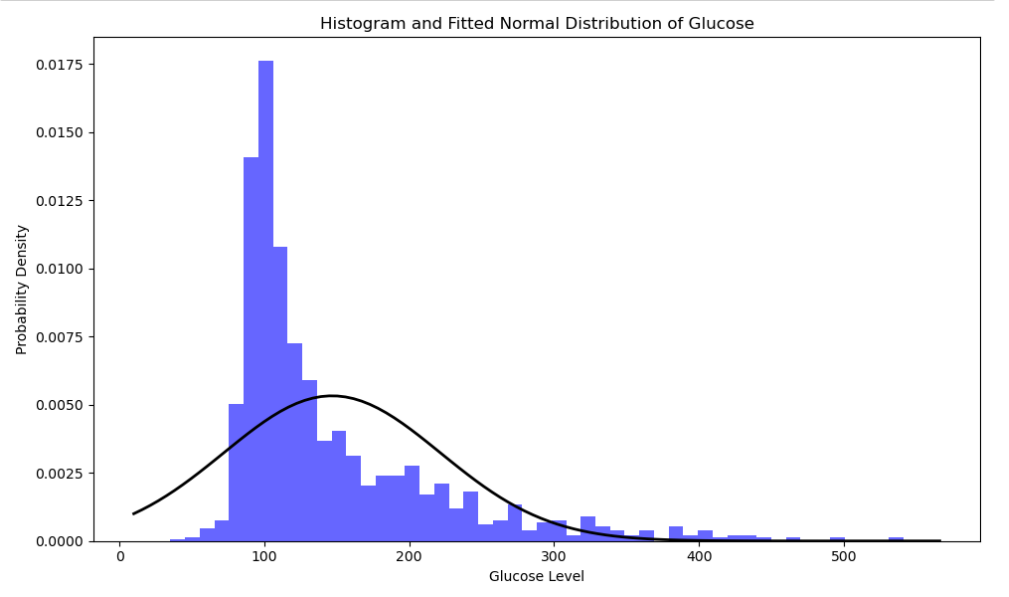 Histogram and Fitted Normal Distribution of Glucose
0.0175
0.0150
0.0125
0.0100
0.0075
0.0050
0.0025
0.0000
Probability Density
0 100 200 300 400 500
Glucose Level